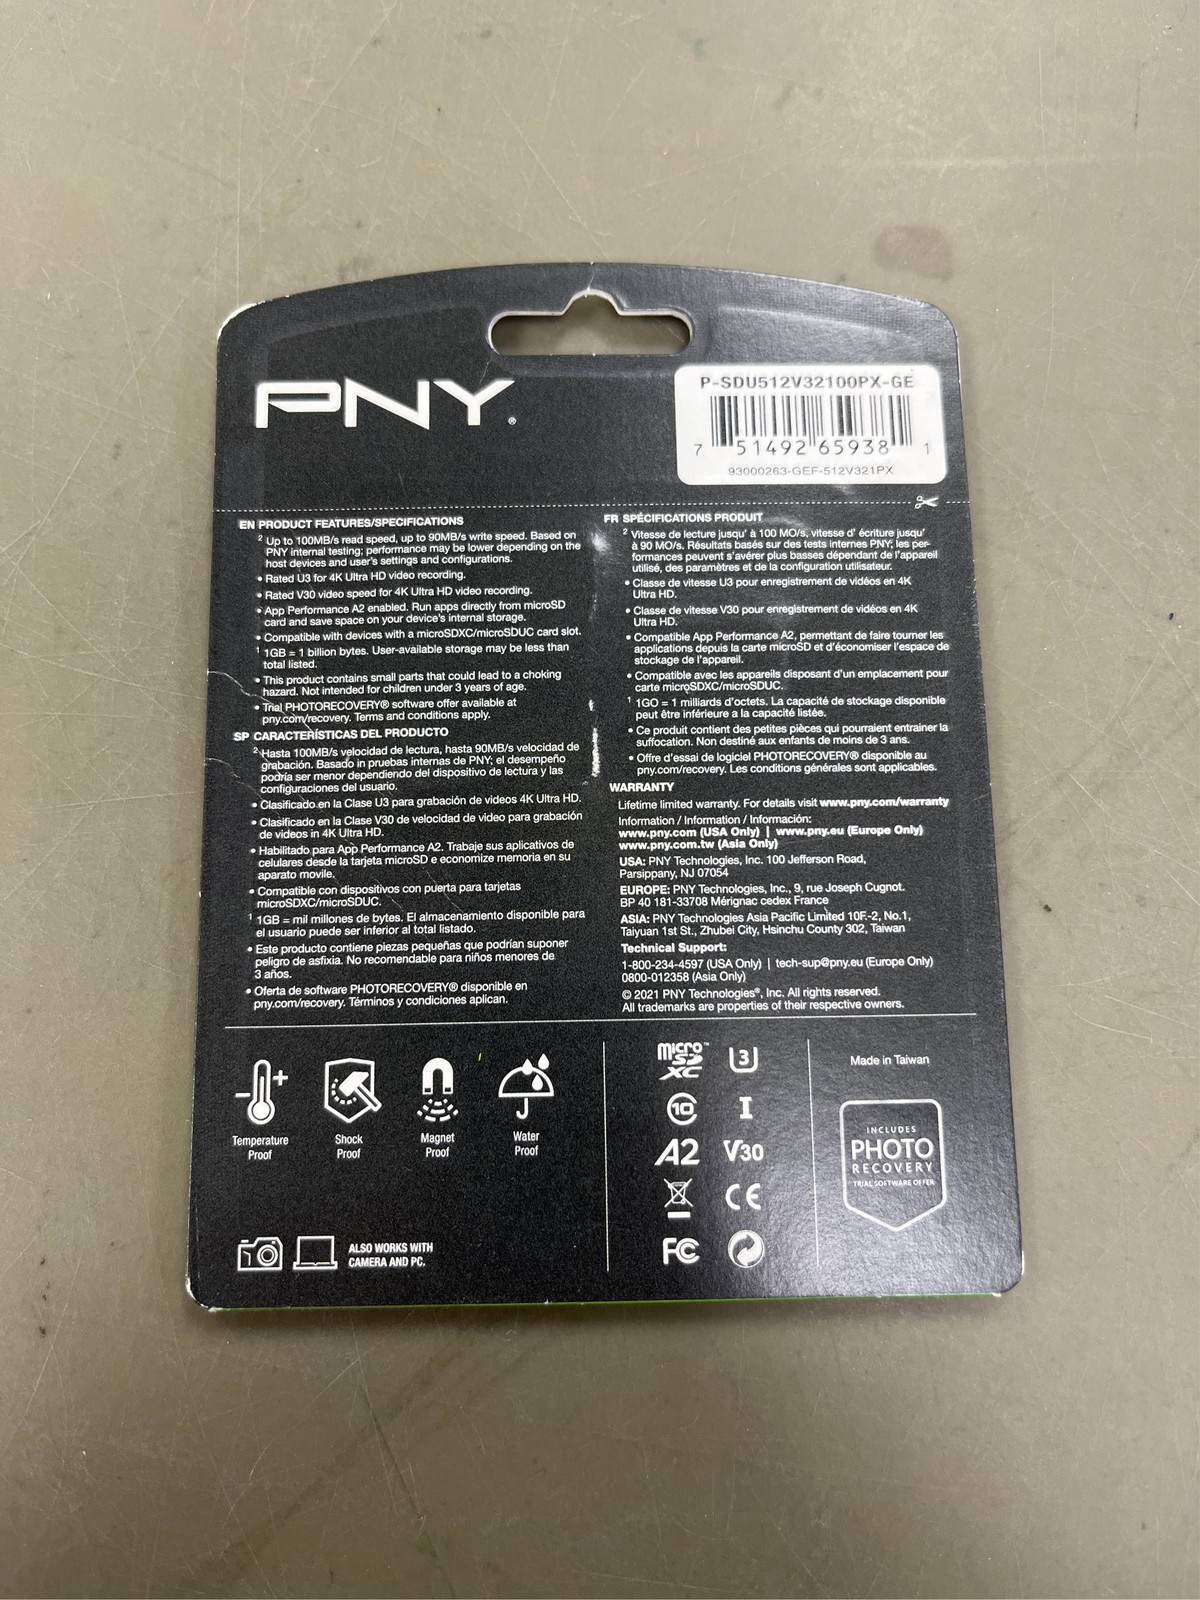 PNY®
P-SDU512V32100PX-GE
7 51492 65938 1
93000263-GEF-512V321PX
EN PRODUCT FEATURES/SPECIFICATIONS
2 Up to 100MB/s read speed, up to 90MB/s write speed. Based on
PNY internal testing; performance may be lower depending on the
host devices and user's settings and configurations.
• Rated U3 for 4K Ultra HD video recording.
• Rated V30 video speed for 4K Ultra HD video recording.
• App Performance A2 enabled. Run apps directly from microSD
card and save space on your device's internal storage.
• Compatible with devices with a microSDXC/microSDUC card slot.
1 1GB = 1 billion bytes. User-available storage may be less than
total listed.
• This product contains small parts that could lead to a choking
hazard. Not intended for children under 3 years of age.
• Trial PHOTORECOVERY® software offer available at
pny.com/recovery. Terms and conditions apply.
SP CARACTERÍSTICAS DEL PRODUCTO
2 Hasta 100MB/s velocidad de lectura, hasta 90MB/s velocidad de
grabación. Basado in pruebas internas de PNY; el desempeño
podría ser menor dependiendo del dispositivo de lectura y las
configuraciones del usuario.
• Clasificado en la Clase U3 para grabación de videos 4K Ultra HD.
• Clasificado en la Clase V30 de velocidad de video para grabación
de videos in 4K Ultra HD.
• Habilitado para App Performance A2. Trabaje sus aplicativos de
celulares desde la tarjeta microSD e economize memoria en su
aparato movile.
• Compatible con dispositivos con puerta para tarjetas
microSDXC/microSDUC.
1 1GB = mil millones de bytes. El almacenamiento disponible para
el usuario puede ser inferior al total listado.
• Este producto contiene piezas pequeñas que podrían suponer
peligro de asfixia. No recomendable para niños menores de
3 años.
• Oferta de software PHOTORECOVERY® disponible en
pny.com/recovery. Términos y condiciones aplican.
FR SPÉCIFICATIONS PRODUIT
2 Vitesse de lecture jusqu' à 100 MO/s, vitesse d' écriture jusqu'
à 90 MO/s. Résultats basés sur des tests internes PNY; les per-
formances peuvent s'avérer plus basses dépendant de l'appareil
utilisé, des paramètres et de la configuration utilisateur.
• Classe de vitesse U3 pour enregistrement de vidéos en 4K
Ultra HD.
• Classe de vitesse V30 pour enregistrement de vidéos en 4K
Ultra HD.
• Compatible App Performance A2, permettant de faire tourner les
applications depuis la carte microSD et d'économiser l'espace de
stockage de l'appareil.
• Compatible avec les appareils disposant d'un emplacement pour
carte microSDXC/microSDUC.
1 1GO = 1 milliards d'octets. La capacité de stockage disponible
peut être inférieure a la capacité listée.
• Ce produit contient des petites pièces qui pourraient entrainer la
suffocation. Non destiné aux enfants de moins de 3 ans.
• Offre d'essai de logiciel PHOTORECOVERY® disponible au
pny.com/recovery. Les conditions générales sont applicables.
WARRANTY
Lifetime limited warranty. For details visit www.pny.com/warranty
Information / Information / Información:
www.pny.com (USA Only) | www.pny.eu (Europe Only)
www.pny.com.tw (Asia Only)
USA: PNY Technologies, Inc. 100 Jefferson Road,
Parsippany, NJ 07054
EUROPE: PNY Technologies, Inc., 9, rue Joseph Cugnot.
BP 40 181-33708 Mérignac cedex France
ASIA: PNY Technologies Asia Pacific Limited 10F.-2, No.1,
Taiyuan 1st St., Zhubei City, Hsinchu County 302, Taiwan
Technical Support:
1-800-234-4597 (USA Only) | tech-sup@pny.eu (Europe Only)
0800-012358 (Asia Only)
© 2021 PNY Technologies®, Inc. All rights reserved.
All trademarks are properties of their respective owners.
Temperature
Proof
Shock
Proof
Magnet
Proof
Water
Proof
ALSO WORKS WITH
CAMERA AND PC.
micro SD XC™
3
10
I
A2
V30
CE
FC
Made in Taiwan
INCLUDES
PHOTO
RECOVERY
TRIAL SOFTWARE OFFER